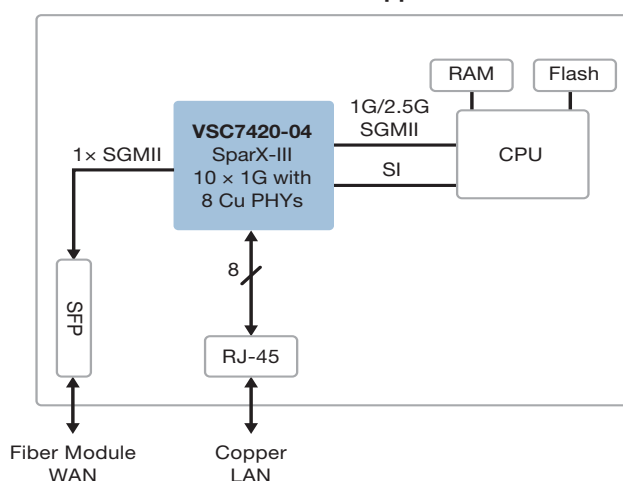 RAM
Flash
1G/2.5G
SGMII
CPU
SI
VSC7420-04
SparX-III
10 × 1G with
8 Cu PHYs
1× SGMII
8
SFP
RJ-45
Fiber Module
WAN
Copper
LAN